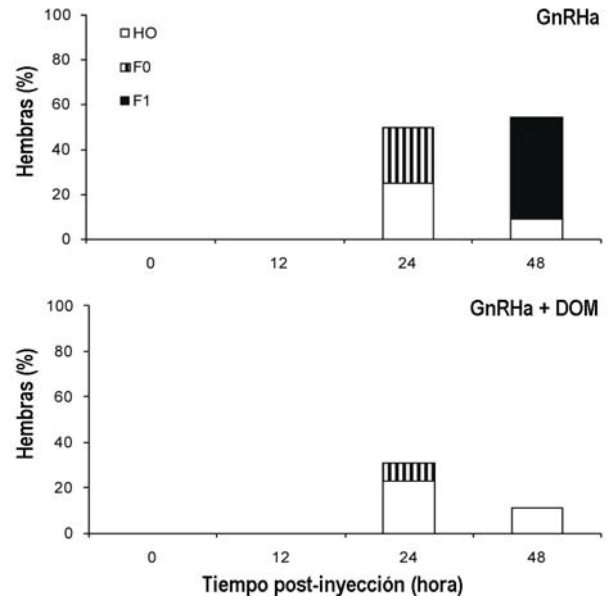 GnRHa
100
80
60
40
20
0
Hembras (%)
HO
F0
F1
0 12 24 48
GnRHa + DOM
100
80
60
40
20
0
Hembras (%)
0 12 24 48
Tiempo post-inyección (hora)